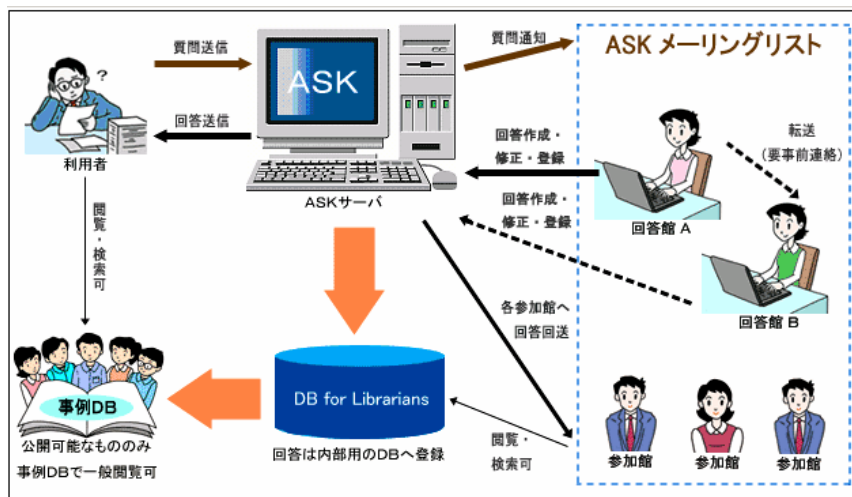 質問送信
質問通知
ASK メーリングリスト
?
ASK
回答送信
利用者
ASKサーバ
回答作成・
修正・登録
転送
(要事前連絡)
回答作成・
修正・登録
回答館 A
閲覧・検索可
各参加館へ
回答回送
回答館 B
事例DB
DB for Librarians
公開可能なもののみ
事例DBで一般閲覧可
回答は内部用のDBへ登録
閲覧・
検索可
参加館
参加館
参加館